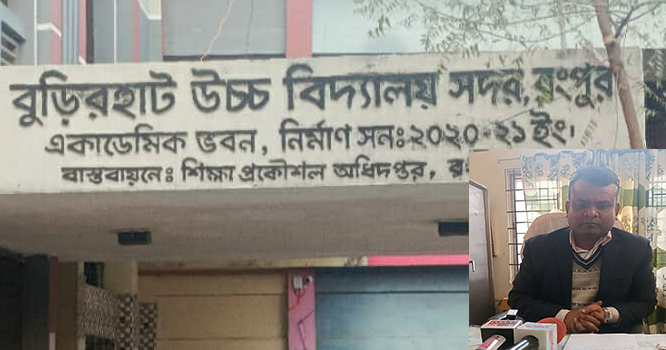 বুড়িরহাট উচ্চ বিদ্যালয় সদর, রংপুর
একাডেমিক ভবন, নির্মাণ সনঃ ২০২০-২১ ইং।
বাস্তবায়নেঃ শিক্ষা প্রকৌশল অধিদপ্তর,